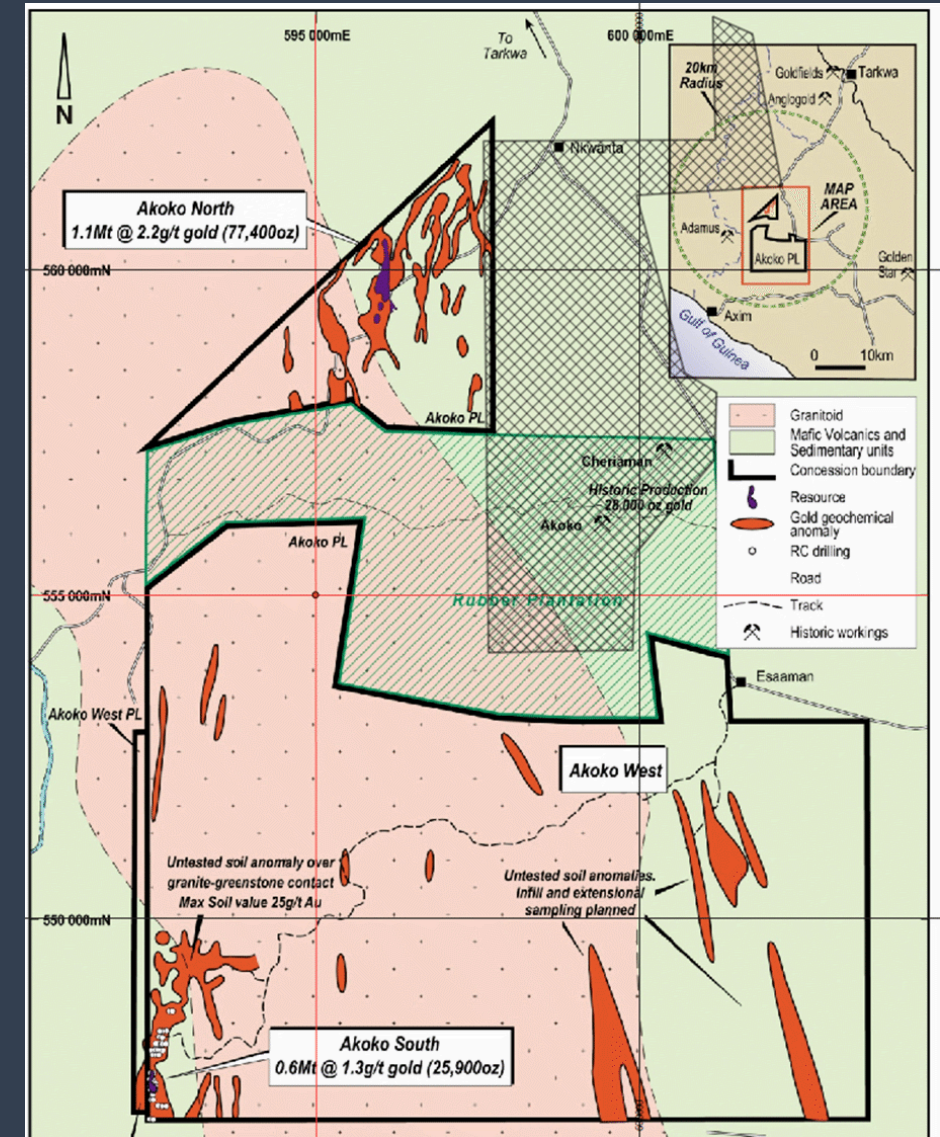 595 000mE
600 000mE
To
Tarkwa
N
20km
Radius
Goldfields
Tarkwa
Anglogold
MAP
AREA
Adamus
Akoko PL
Golden
Star
Axim
Gulf of Guinea
0 10km
Nkwanta
Akoko North
1.1Mt @ 2.2g/t gold (77,400oz)
560 000mN
Akoko PL
Granitoid
Mafic Volcanics and
Sedimentary units
Concession boundary
Resource
Gold geochemical
anomaly
RC drilling
Road
Track
Historic workings
Cheriaman
Historic Production
28,000 oz gold
Akoko
Akoko PL
555 000mN
Rubber Plantation
Esaaman
Akoko West PL
Akoko West
Untested soil anomaly over
granite-greenstone contact
Max Soil value 25g/t Au
Untested soil anomalies.
Infill and extensional
sampling planned
550 000mN
Akoko South
0.6Mt @ 1.3g/t gold (25,900oz)